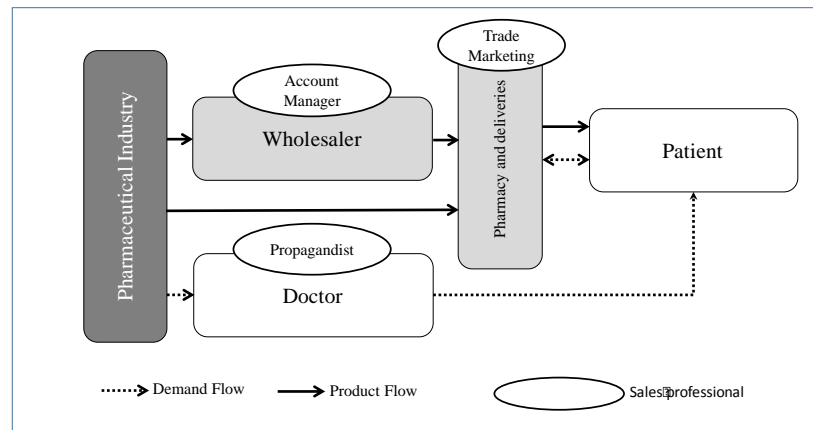 Trade
Marketing
Account
Manager
Wholesaler
Pharmaceutical Industry
Pharmacy and deliveries
Patient
Propagandist
Doctor
Demand Flow
Product Flow
Sales professional